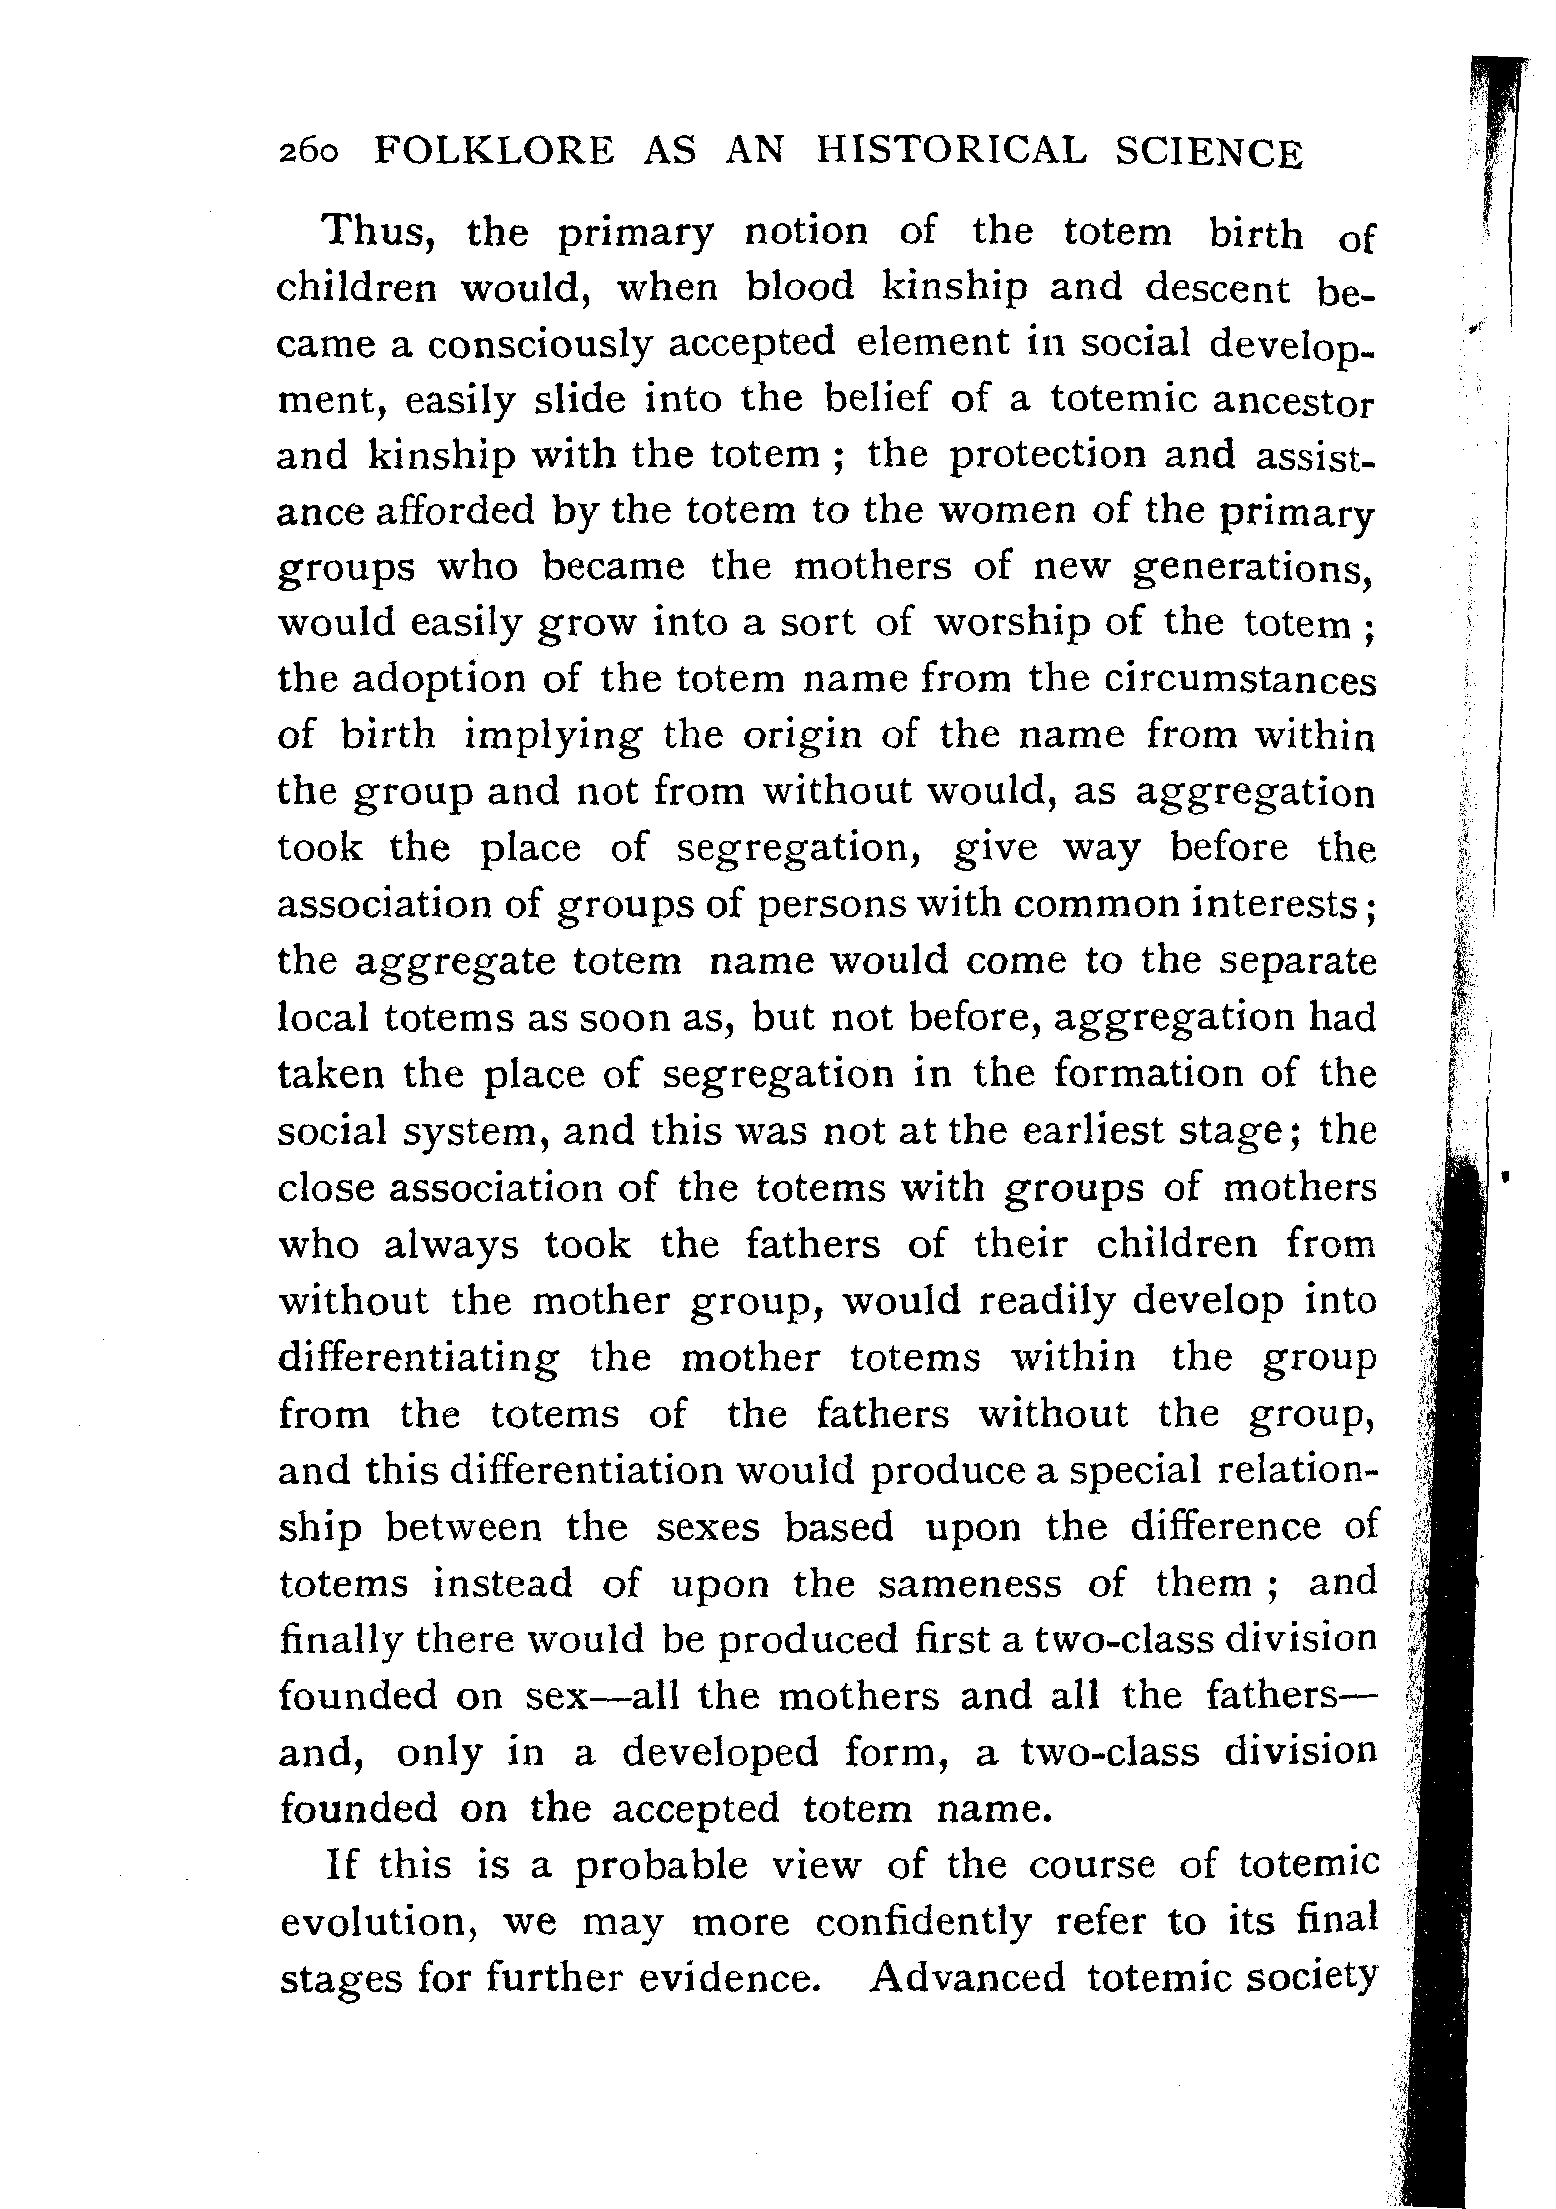 260 FOLKLORE AS AN HISTORICAL SCIENCE
Thus, the primary notion of the totem birth of
children would, when blood kinship and descent be-
came a consciously accepted element in social develop-
ment, easily slide into the belief of a totemic ancestor
and kinship with the totem ; the protection and assist-
ance afforded by the totem to the women of the primary
groups who became the mothers of new generations,
would easily grow into a sort of worship of the totem ;
the adoption of the totem name from the circumstances
of birth implying the origin of the name from within
the group and not from without would, as aggregation
took the place of segregation, give way before the
association of groups of persons with common interests ;
the aggregate totem name would come to the separate
local totems as soon as, but not before, aggregation had
taken the place of segregation in the formation of the
social system, and this was not at the earliest stage ; the
close association of the totems with groups of mothers
who always took the fathers of their children from
without the mother group, would readily develop into
differentiating the mother totems within the group
from the totems of the fathers without the group,
and this differentiation would produce a special relation-
ship between the sexes based upon the difference of
totems instead of upon the sameness of them ; and
finally there would be produced first a two-class division
founded on sex—all the mothers and all the fathers—
and, only in a developed form, a two-class division
founded on the accepted totem name.
If this is a probable view of the course of totemic
evolution, we may more confidently refer to its final
stages for further evidence. Advanced totemic society